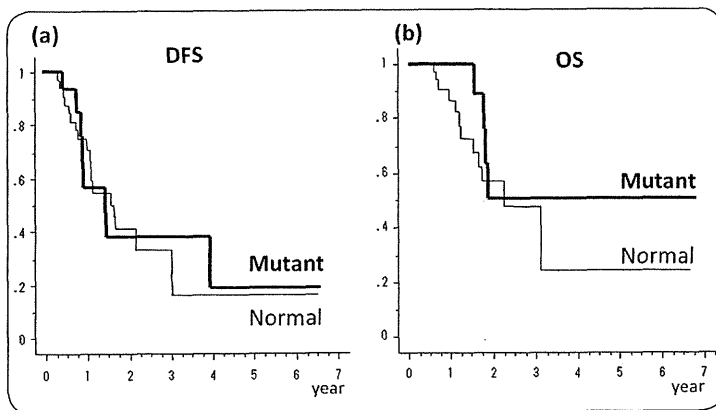 (a)
DFS
1
.8
.6
.4
.2
0
Mutant
Normal
0 1 2 3 4 5 6 7
year
(b)
OS
1
.8
.6
.4
.2
0
Mutant
Normal
0 1 2 3 4 5 6 7
year